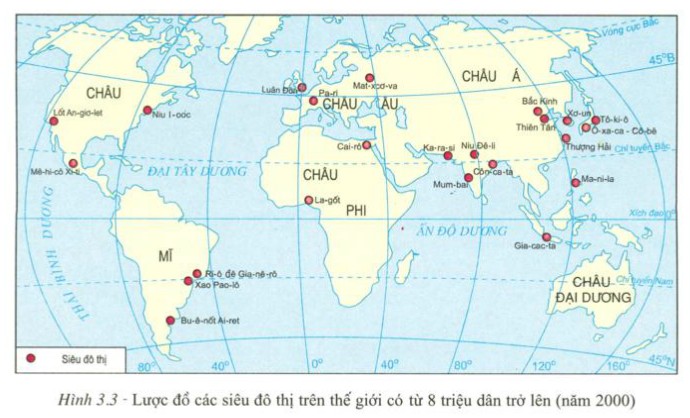 Vòng cực Bắc
45°B
CHÂU
CHÂU Á
Mat-xcơ-va
Luân Đôn
Pa-ri
CHÂU ÂU
Lốt An-giơ-let
Niu I-oóc
Bắc Kinh
Xơ-un
Tô-ki-ô
Thiên Tân
Ô-xa-ca - Cô-bê
Cai-rô
Ka-ra-si
Niu Đê-li
Thượng Hải
Chí tuyến Bắc
Mê-hi-cô Xi-ti
ĐẠI TÂY DƯƠNG
CHÂU
Mum-bai
Côn-ca-ta
Ma-ni-la
La-gốt
PHI
Xích đạo 0°
THÁI BÌNH DƯƠNG
ẤN ĐỘ DƯƠNG
Gia-cac-ta
MĨ
Ri-ô đê Gia-nê-rô
Xao Pao-lô
CHÂU
ĐẠI DƯƠNG
Chí tuyến Nam
Bu-ê-nốt Ai-ret
Siêu đô thị
80°
40°
0°
40°
80°
120°
160°
45°N
Hình 3.3 - Lược đồ các siêu đô thị trên thế giới có từ 8 triệu dân trở lên (năm 2000)